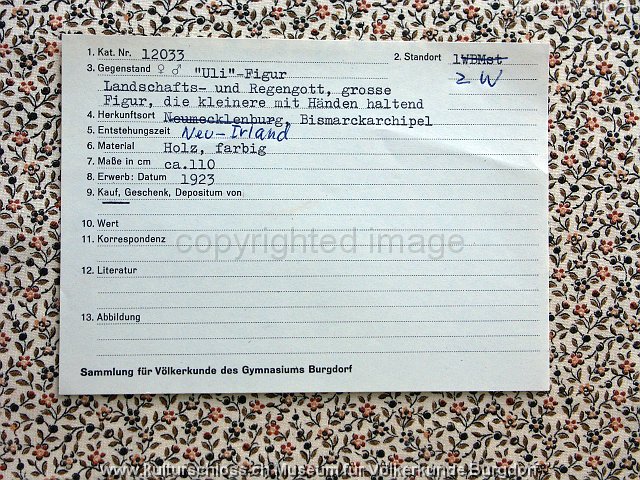 1. Kat. Nr. 12033 2. Standort 1WBMst
3. Gegenstand ♀ ♂ "Uli"-Figur 2 W
Landschafts- und Regengott, grosse
Figur, die kleinere mit Händen haltend
4. Herkunftsort Neumecklenburg, Bismarckarchipel
5. Entstehungszeit Neu-Irland
6. Material Holz, farbig
7. Maße in cm ca.110
8. Erwerb: Datum 1923
9. Kauf, Geschenk, Depositum von
10. Wert
11. Korrespondenz
copyrighted image
12. Literatur
13. Abbildung
Sammlung für Völkerkunde des Gymnasiums Burgdorf
www.kulturschloss.ch Museum für Völkerkunde Burgdorf